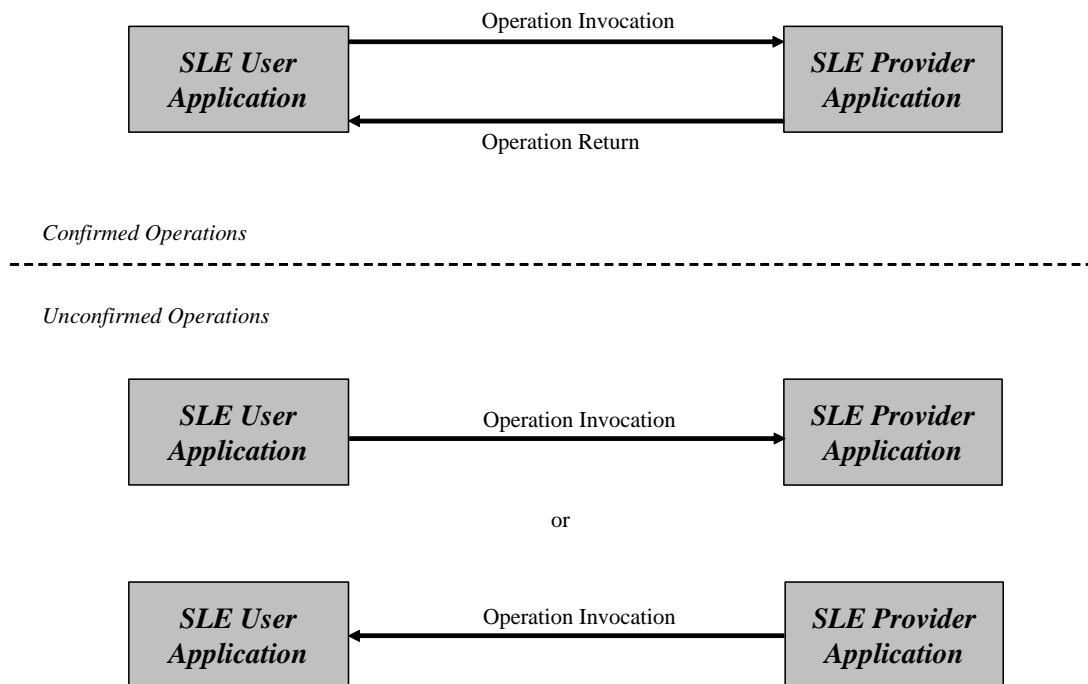 Operation Invocation
SLE User
Application
SLE Provider
Application
Operation Return
Confirmed Operations
Unconfirmed Operations
SLE User
Application
Operation Invocation
SLE Provider
Application
or
SLE User
Application
Operation Invocation
SLE Provider
Application